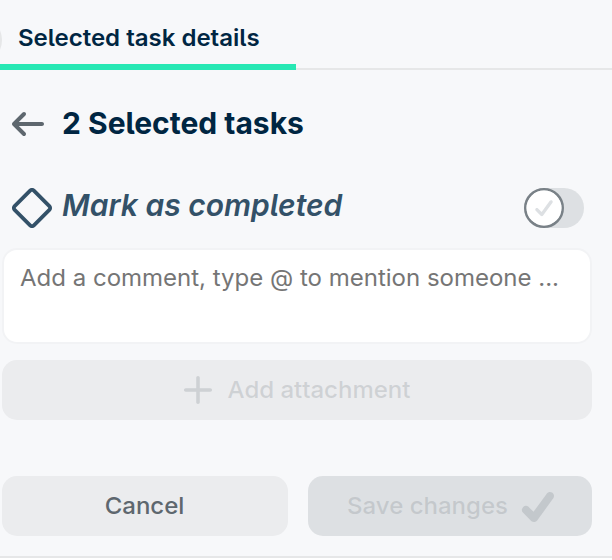 Selected task details
2 Selected tasks
Mark as completed
Add a comment, type @ to mention someone ...
Add attachment
Cancel
Save changes